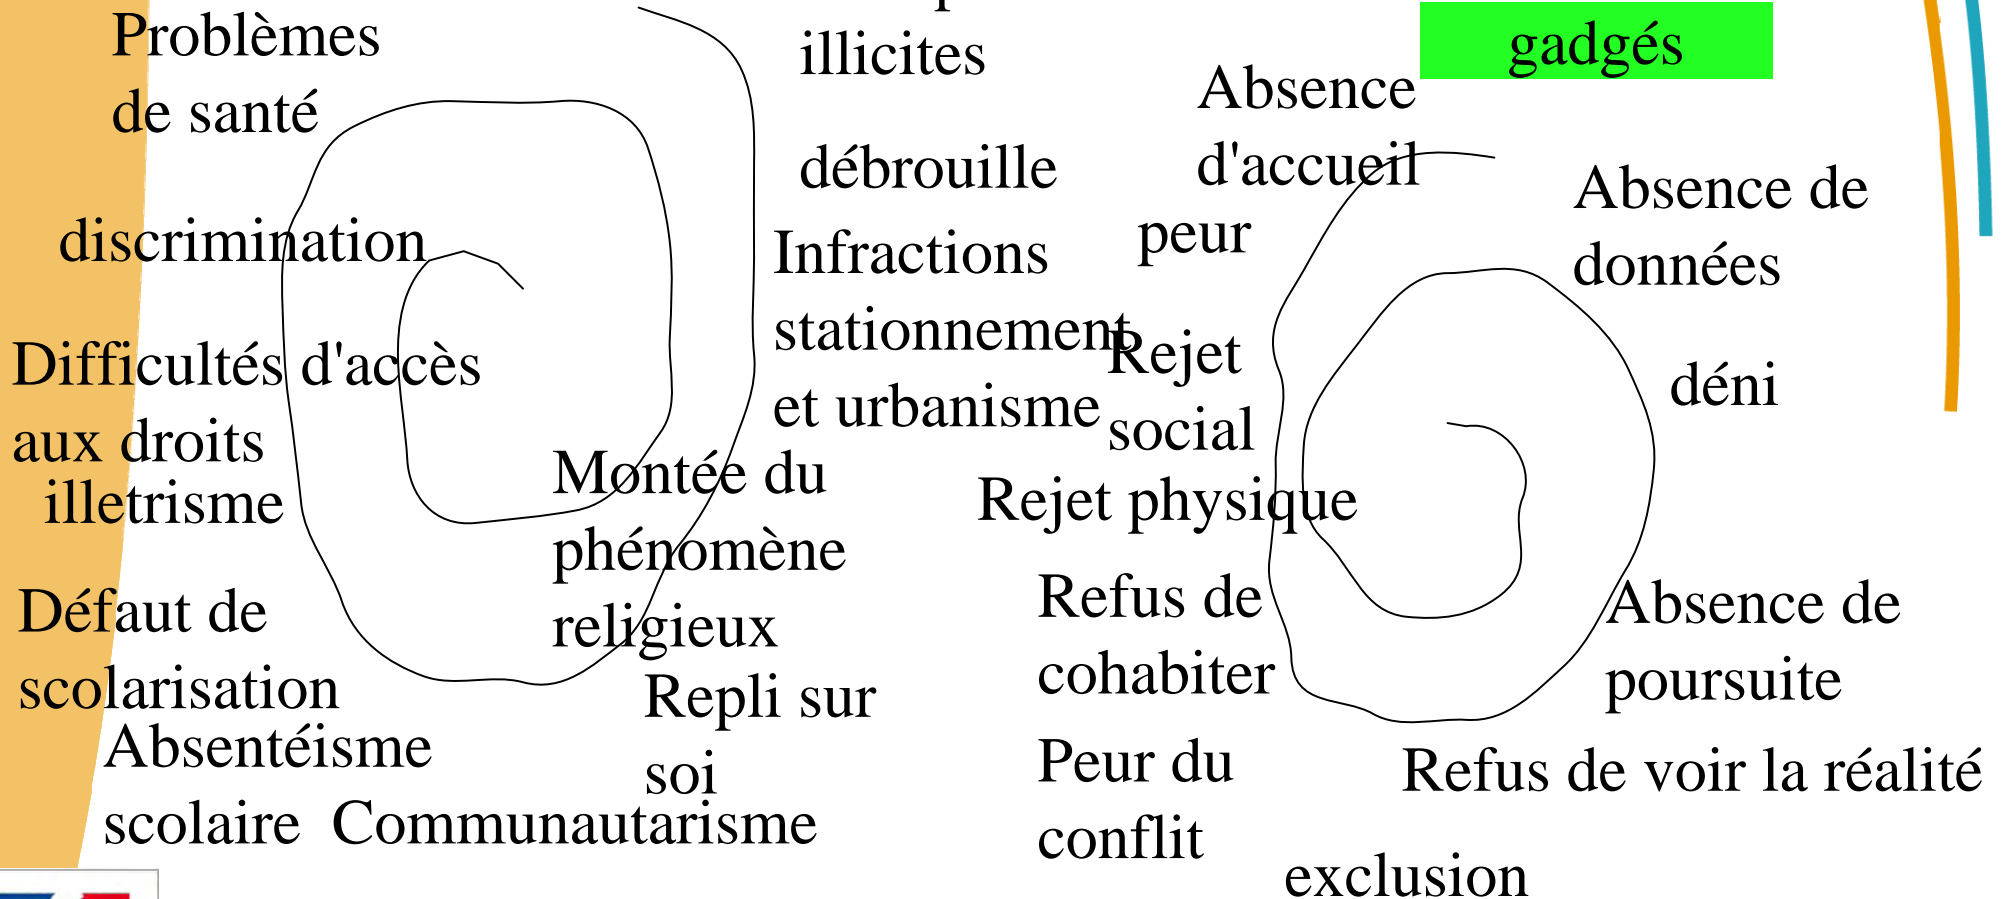 Problèmes
de santé
discrimination
Difficultés d'accès
aux droits
illetrisme
Défaut de
scolarisation
Absentéisme
scolaire
Communautarisme
illicites
débrouille
Infractions
stationnement
et urbanisme
Montée du
phénomène
religieux
Repli sur
soi
gadgés
Absence
d'accueil
peur
Rejet
social
Rejet physique
Refus de
cohabiter
Peur du
conflit
exclusion
Absence de
données
déni
Absence de
poursuite
Refus de voir la réalité